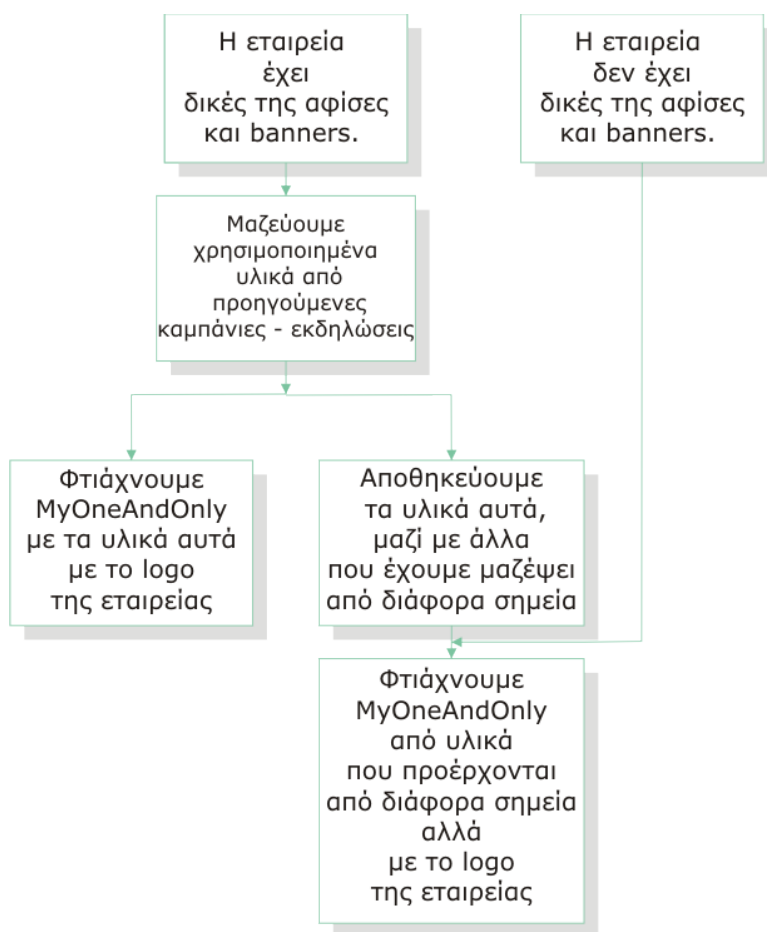 Η εταιρεία
έχει
δικές της αφίσες
και banners.
Η εταιρεία
δεν έχει
δικές της αφίσες
και banners.
Μαζεύουμε
χρησιμοποιημένα
υλικά από
προηγούμενες
καμπάνιες - εκδηλώσεις
Φτιάχνουμε
MyOneAndOnly
με τα υλικά αυτά
με το logo
της εταιρείας
Αποθηκεύουμε
τα υλικά αυτά,
μαζί με άλλα
που έχουμε μαζέψει
από διάφορα σημεία
Φτιάχνουμε
MyOneAndOnly
από υλικά
που προέρχονται
από διάφορα σημεία
αλλά
με το logo
της εταιρείας